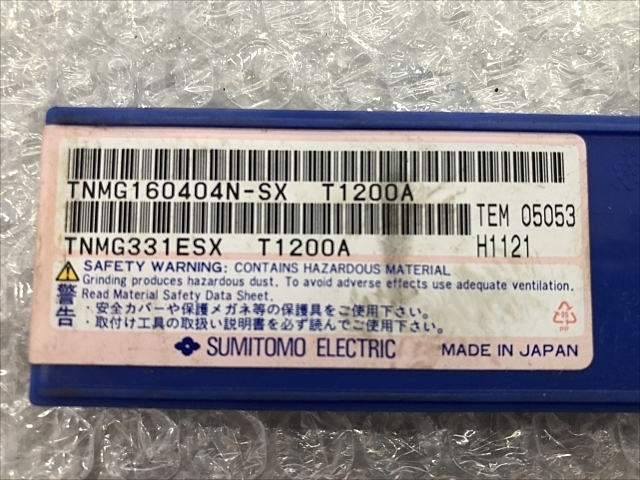 TNMG160404N-SX T1200A
TNMG331ESX T1200A
TEM 05053
H1121
警告
SAFETY WARNING: CONTAINS HAZARDOUS MATERIAL
Grinding produces hazardous dust. To avoid adverse effects use adequate ventilation.
Read Material Safety Data Sheet.
・安全カバーや保護メガネ等の保護具をご使用下さい。
・取付け工具の取扱い説明書を必ず読んでご使用下さい。
PP
SUMITOMO ELECTRIC
MADE IN JAPAN